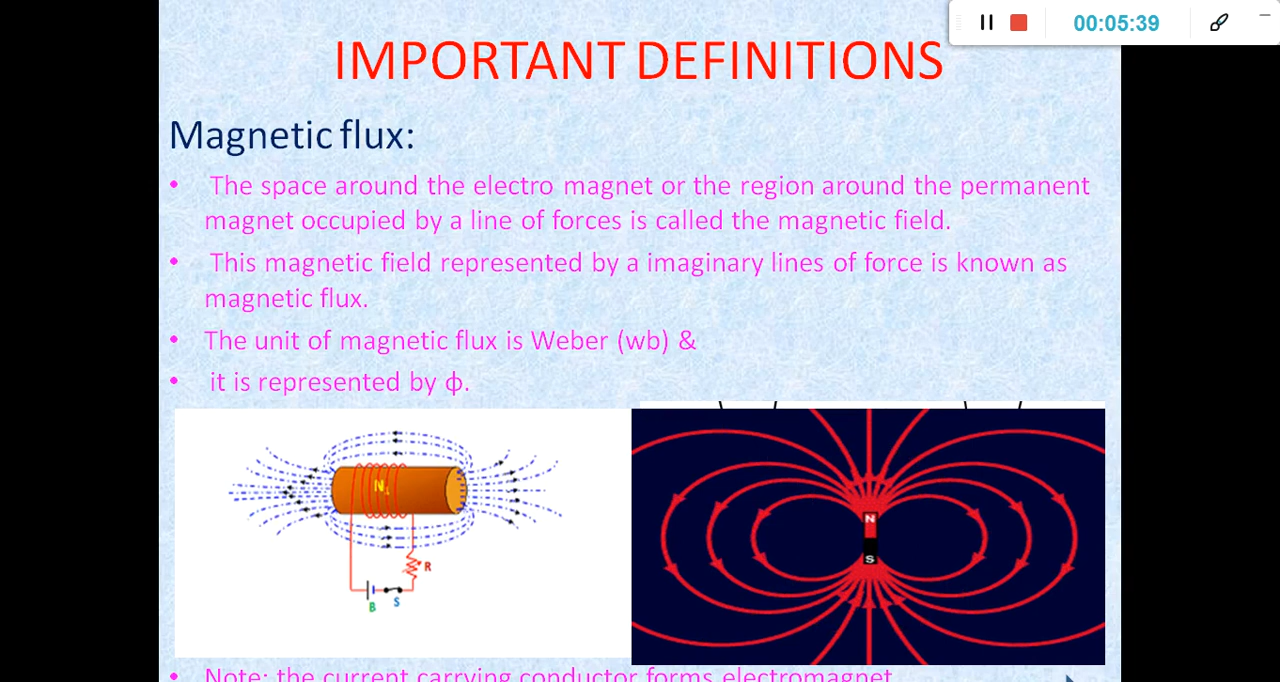 00:05:39
IMPORTANT DEFINITIONS
Magnetic flux:
• The space around the electro magnet or the region around the permanent
magnet occupied by a line of forces is called the magnetic field.
• This magnetic field represented by a imaginary lines of force is known as
magnetic flux.
• The unit of magnetic flux is Weber (wb) &
• it is represented by ф.
N₁
R
B
S
N
S
• Note: the current carrying conductor forms electromagnet